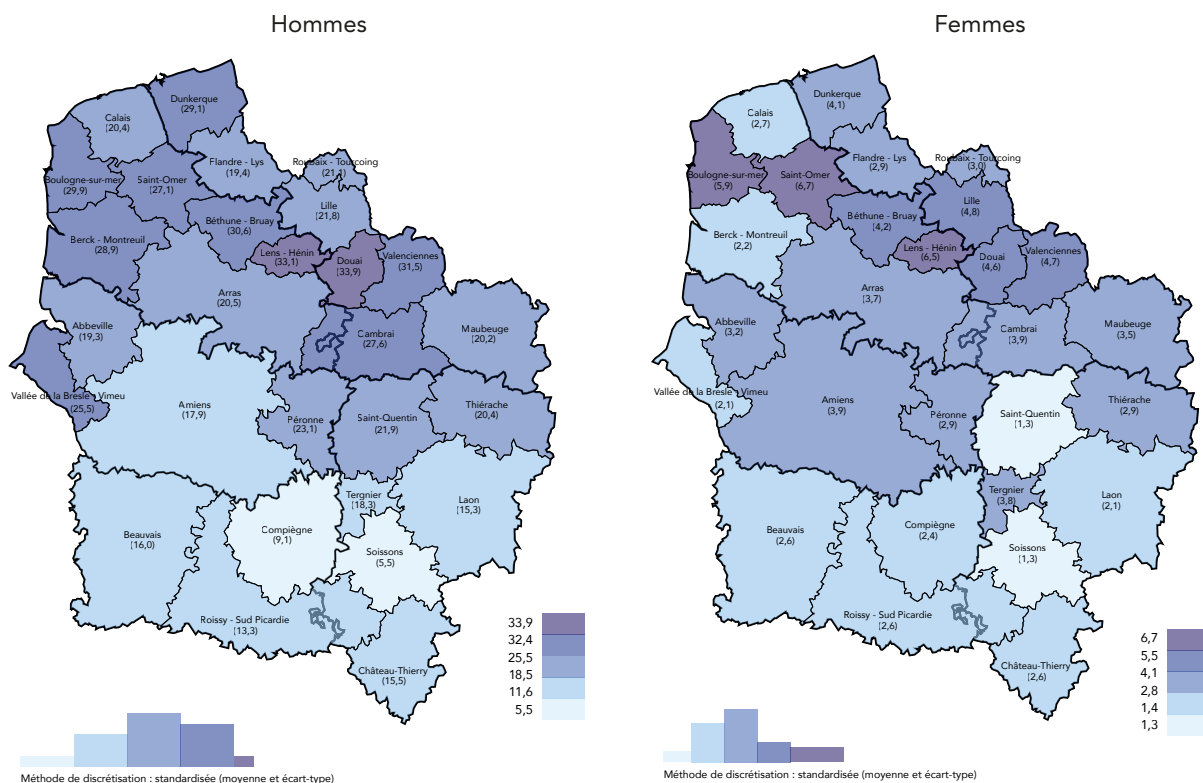 Hommes
Dunkerque
(29,1)
Calais
(20,4)
Flandre - Lys
(19,4)
Roubaix - Tourcoing
(21,1)
Boulogne-sur-mer
(29,9)
Saint-Omer
(27,1)
Lille
(21,8)
Béthune - Bruay
(30,6)
Berck - Montreuil
(28,9)
Lens - Hénin
(33,1)
Douai
(33,9)
Valenciennes
(31,5)
Arras
(20,5)
Abbeville
(19,3)
Cambrai
(27,6)
Maubeuge
(20,2)
Vallée de la Bresle - Vimeu
(25,5)
Amiens
(17,9)
Péronne
(23,1)
Saint-Quentin
(21,9)
Thiérache
(20,4)
Tergnier
(18,3)
Laon
(15,3)
Beauvais
(16,0)
Compiègne
(9,1)
Soissons
(5,5)
Roissy - Sud Picardie
(13,3)
Château-Thierry
(15,5)
33,9
32,4
25,5
18,5
11,6
5,5
Méthode de discrétisation : standardisée (moyenne et écart-type)
Femmes
Dunkerque
(4,1)
Calais
(2,7)
Flandre - Lys
(2,9)
Roubaix - Tourcoing
(3,0)
Boulogne-sur-mer
(5,9)
Saint-Omer
(6,7)
Lille
(4,8)
Béthune - Bruay
(4,2)
Berck - Montreuil
(2,2)
Lens - Hénin
(6,5)
Douai
(4,6)
Valenciennes
(4,7)
Arras
(3,7)
Abbeville
(3,2)
Cambrai
(3,9)
Maubeuge
(3,5)
Vallée de la Bresle - Vimeu
(2,1)
Amiens
(3,9)
Péronne
(2,9)
Saint-Quentin
(1,3)
Thiérache
(2,9)
Tergnier
(3,8)
Laon
(2,1)
Beauvais
(2,6)
Compiègne
(2,4)
Soissons
(1,3)
Roissy - Sud Picardie
(2,6)
Château-Thierry
(2,6)
6,7
5,5
4,1
2,8
1,4
1,3
Méthode de discrétisation : standardisée (moyenne et écart-type)